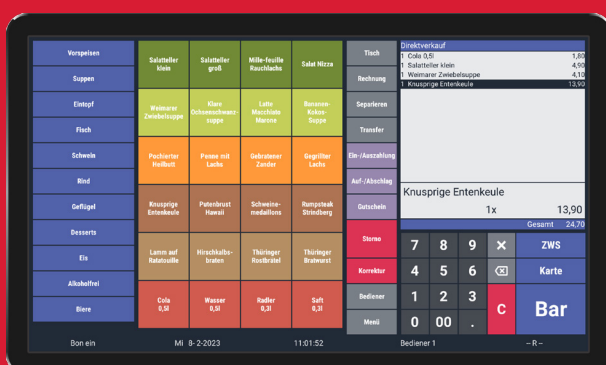 Vorspeisen
Suppen
Eintopf
Fisch
Schwein
Rind
Geflügel
Desserts
Eis
Alkoholfrei
Biere
Salatteller
klein
Salatteller
groß
Mille-feuille
Rauchlachs
Salat Nizza
Weimarer
Zwiebelsuppe
Klare
Ochsenschwanz-
suppe
Latte
Macchiato
Marone
Bananen-
Kokos-
Suppe
Pochierter
Heilbutt
Penne mit
Lachs
Gebratener
Zander
Gegrillter
Lachs
Knusprige
Entenkeule
Putenbrust
Hawaii
Schweine-
medaillons
Rumpsteak
Strindberg
Lamm auf
Ratatouille
Hirschkalbs-
braten
Thüringer
Rostbrätel
Thüringer
Bratwurst
Cola
0,5l
Wasser
0,5l
Radler
0,3l
Saft
0,3l
Tisch
Rechnung
Separieren
Transfer
Ein-/Auszahlung
Auf-/Abschlag
Gutschein
Storno
Korrektur
Bediener
Menü
Direktverkauf
1 Cola 0,5l 1,80
1 Salatteller klein 4,90
1 Weimarer Zwiebelsuppe 4,10
1 Knusprige Entenkeule 13,90
Knusprige Entenkeule
1x 13,90
Gesamt 24,70
7 8 9 × ZWS
4 5 6 Karte
1 2 3 C Bar
0 00 .
Bon ein Mi 8- 2-2023 11:01:52 Bediener 1 -- R --